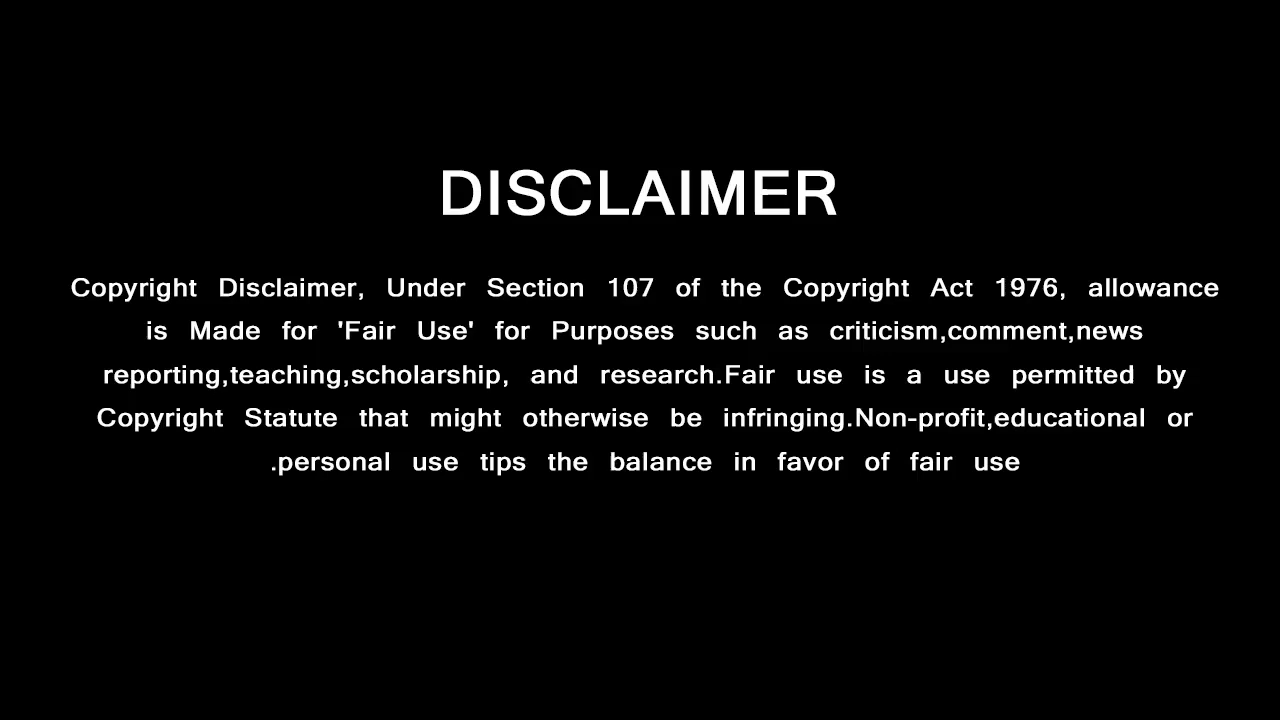 DISCLAIMER
Copyright Disclaimer, Under Section 107 of the Copyright Act 1976, allowance
is Made for 'Fair Use' for Purposes such as criticism,comment,news
reporting,teaching,scholarship, and research.Fair use is a use permitted by
Copyright Statute that might otherwise be infringing.Non-profit,educational or
.personal use tips the balance in favor of fair use